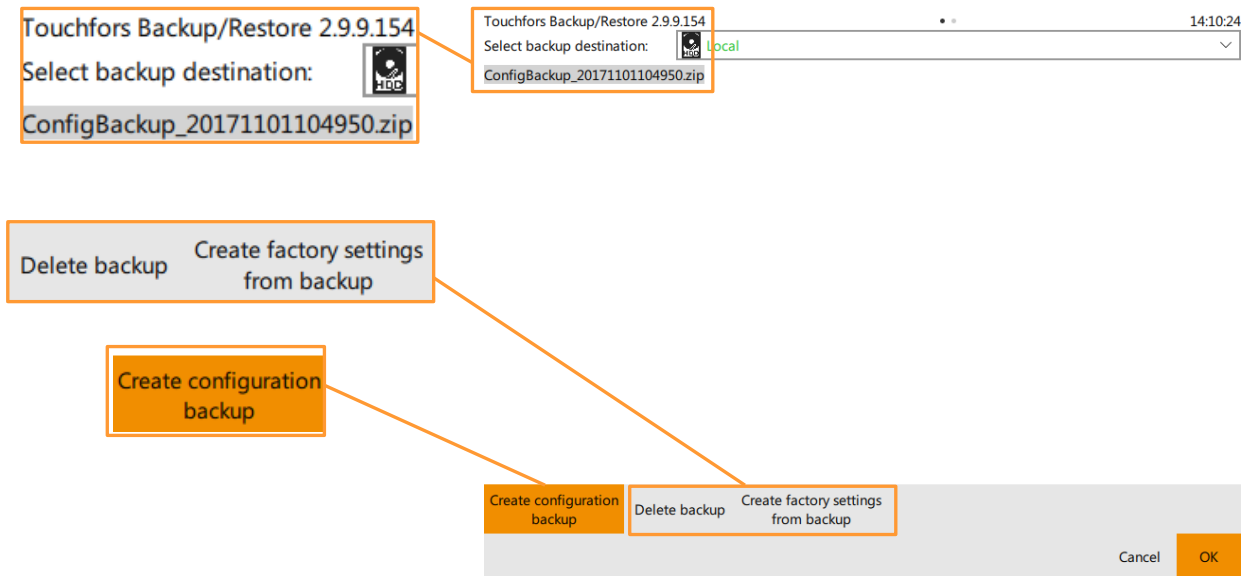 Touchfors Backup/Restore 2.9.9.154
Select backup destination:
HDD
ConfigBackup_20171101104950.zip
Touchfors Backup/Restore 2.9.9.154
14:10:24
Select backup destination:
Local
ConfigBackup_20171101104950.zip
Delete backup
Create factory settings
from backup
Create configuration
backup
Create configuration
backup
Delete backup
Create factory settings
from backup
Cancel
OK